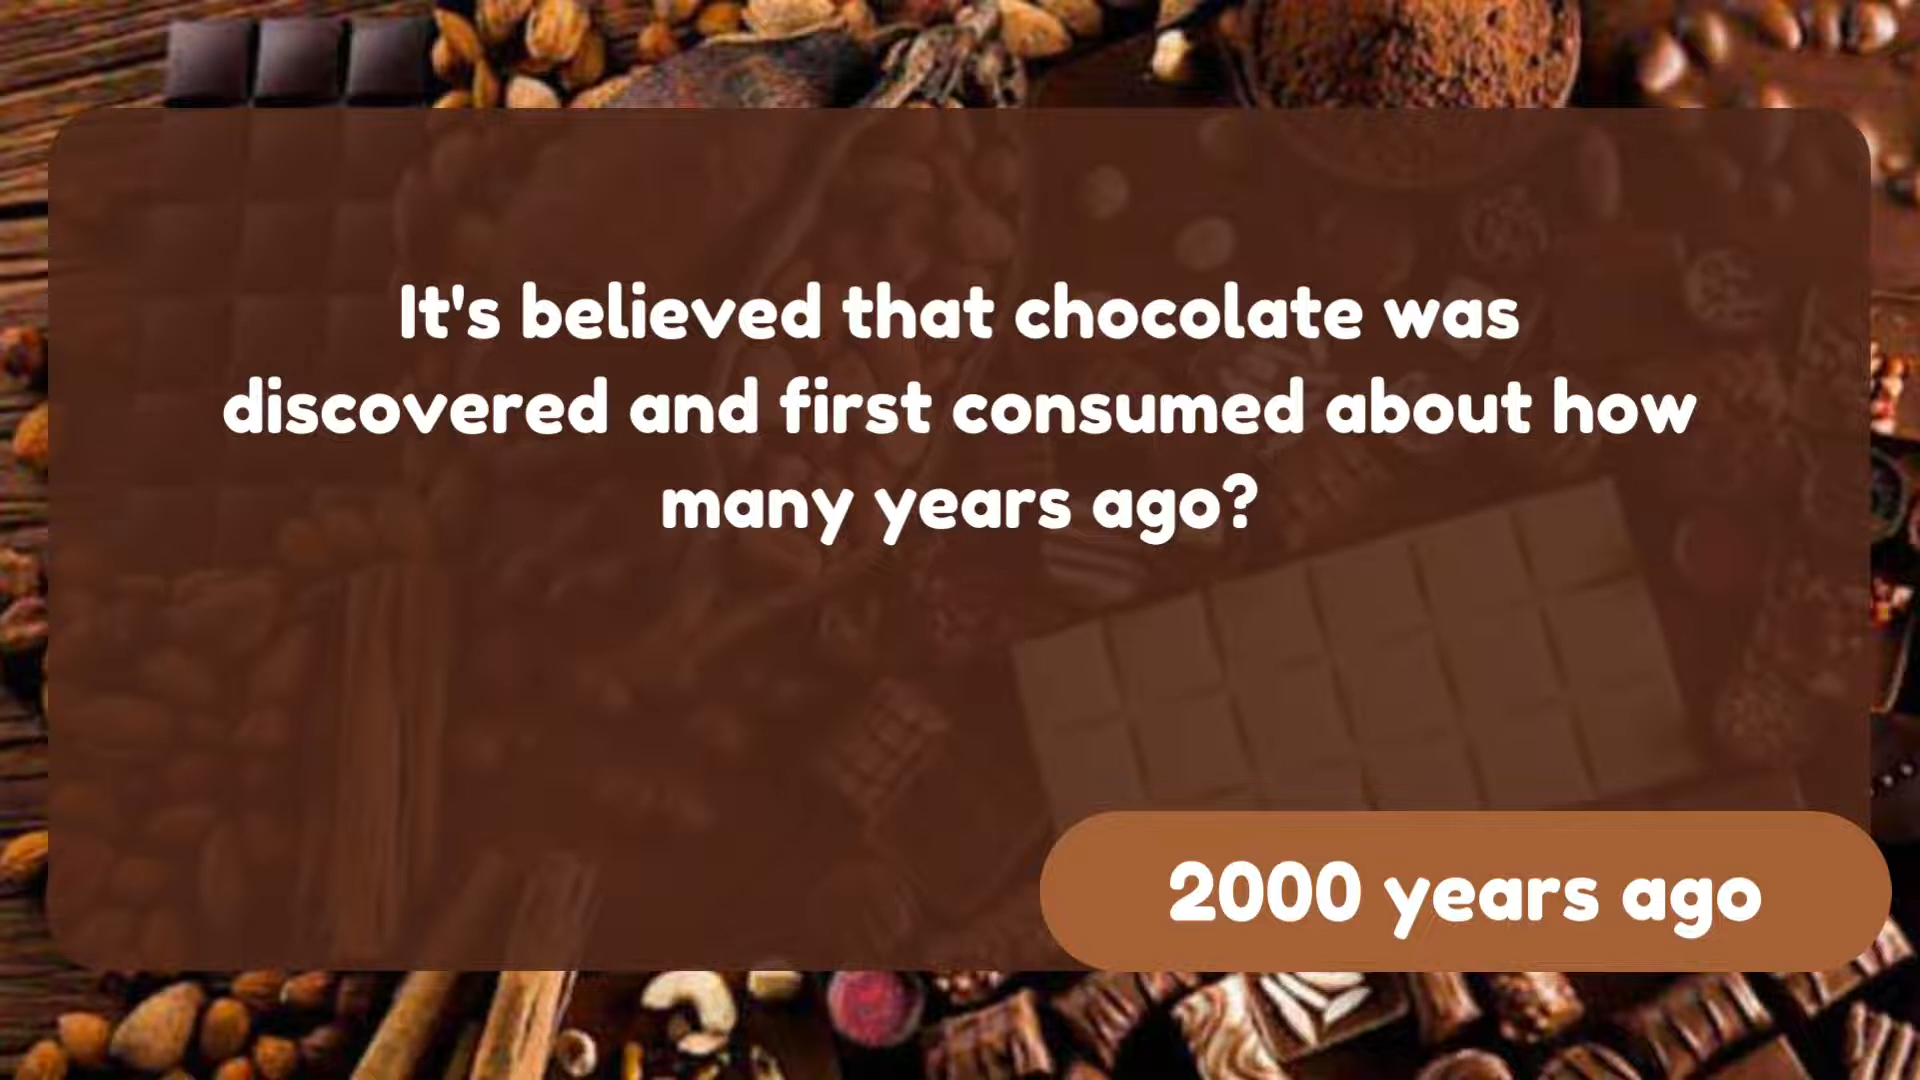 It's believed that chocolate was
discovered and first consumed about how
many years ago?
2000 years ago